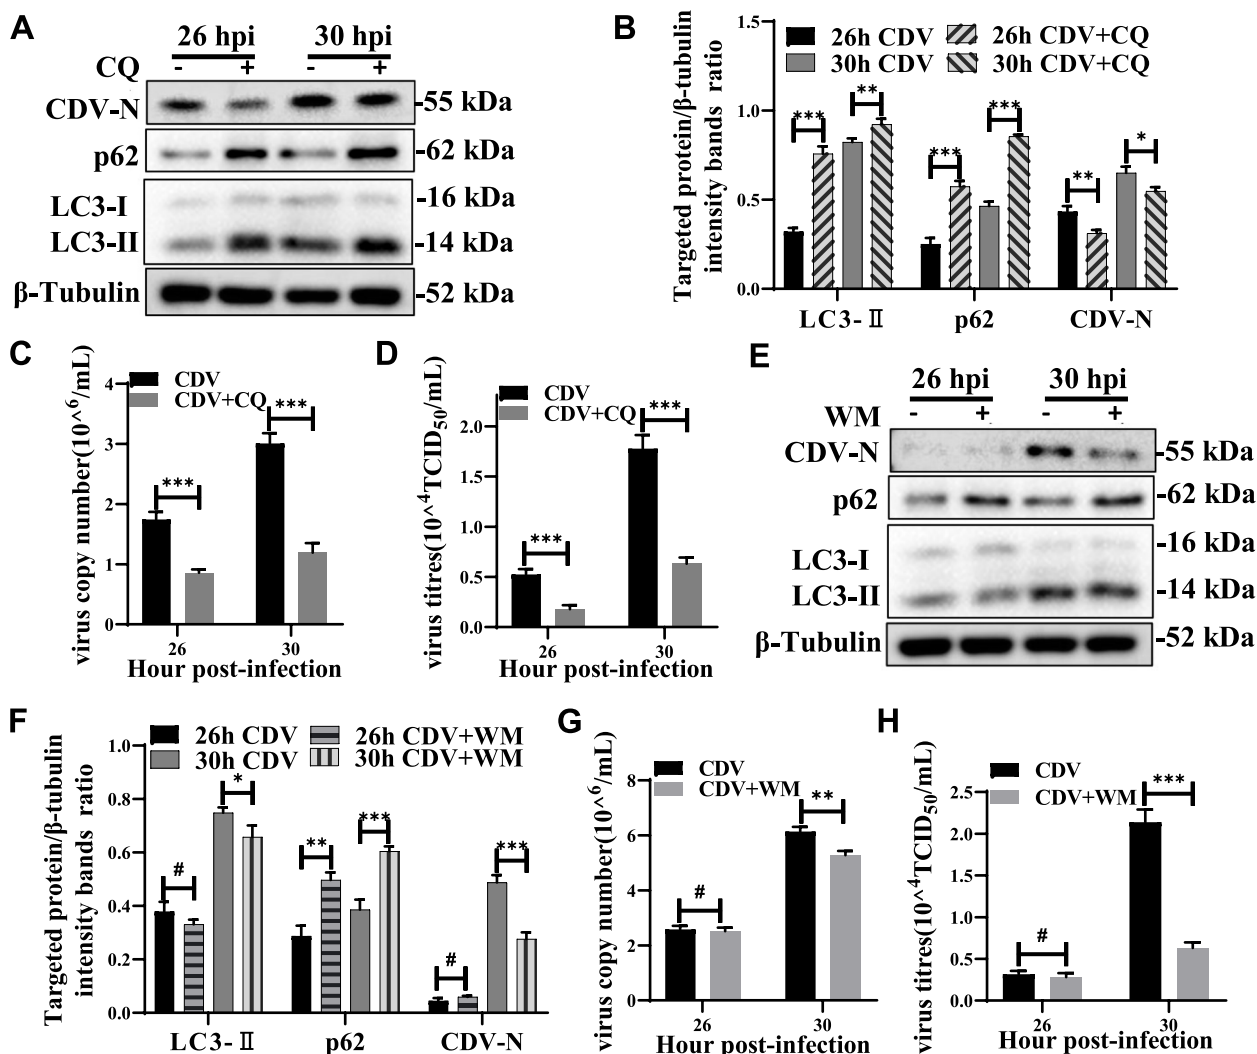 A
26 hpi 30 hpi
CQ - + - +
CDV-N -55 kDa
p62 -62 kDa
LC3-I -16 kDa
LC3-II -14 kDa
β-Tubulin -52 kDa
B
Targeted protein/β-tubulin
intensity bands ratio
1.5
1.0
0.5
0.0
26h CDV 26h CDV+CQ
30h CDV 30h CDV+CQ
*** ** *** *** ** *
LC3-Ⅱ p62 CDV-N
C
virus copy number(10^6/mL)
4
3
2
1
0
CDV
CDV+CQ
*** ***
26 30
Hour post-infection
D
virus titres(10^4TCID50/mL)
2.0
1.5
1.0
0.5
0.0
CDV
CDV+CQ
*** ***
26 30
Hour post-infection
E
26 hpi 30 hpi
WM - + - +
CDV-N -55 kDa
p62 -62 kDa
LC3-I -16 kDa
LC3-II -14 kDa
β-Tubulin -52 kDa
F
Targeted protein/β-tubulin
intensity bands ratio
1.0
0.8
0.6
0.4
0.2
0.0
26h CDV 26h CDV+WM
30h CDV 30h CDV+WM
# * ** *** # ***
LC3-Ⅱ p62 CDV-N
G
virus copy number(10^6/mL)
8
6
4
2
0
CDV
CDV+WM
# **
26 30
Hour post-infection
H
virus titres(10^4TCID50/mL)
2.5
2.0
1.5
1.0
0.5
0.0
CDV
CDV+WM
# ***
26 30
Hour post-infection